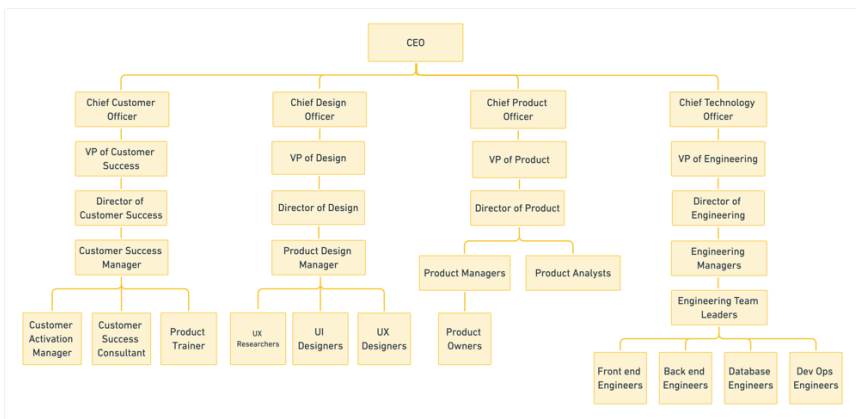 CEO
Chief Customer
Officer
Chief Design
Officer
Chief Product
Officer
Chief Technology
Officer
VP of Customer
Success
VP of Design
VP of Product
VP of Engineering
Director of
Customer Success
Director of Design
Director of Product
Director of
Engineering
Customer Success
Manager
Product Design
Manager
Product Managers
Product Analysts
Engineering
Managers
Engineering Team
Leaders
Customer
Activation
Manager
Customer
Success
Consultant
Product
Trainer
UX
Researchers
UI
Designers
UX
Designers
Product
Owners
Front end
Engineers
Back end
Engineers
Database
Engineers
Dev Ops
Engineers